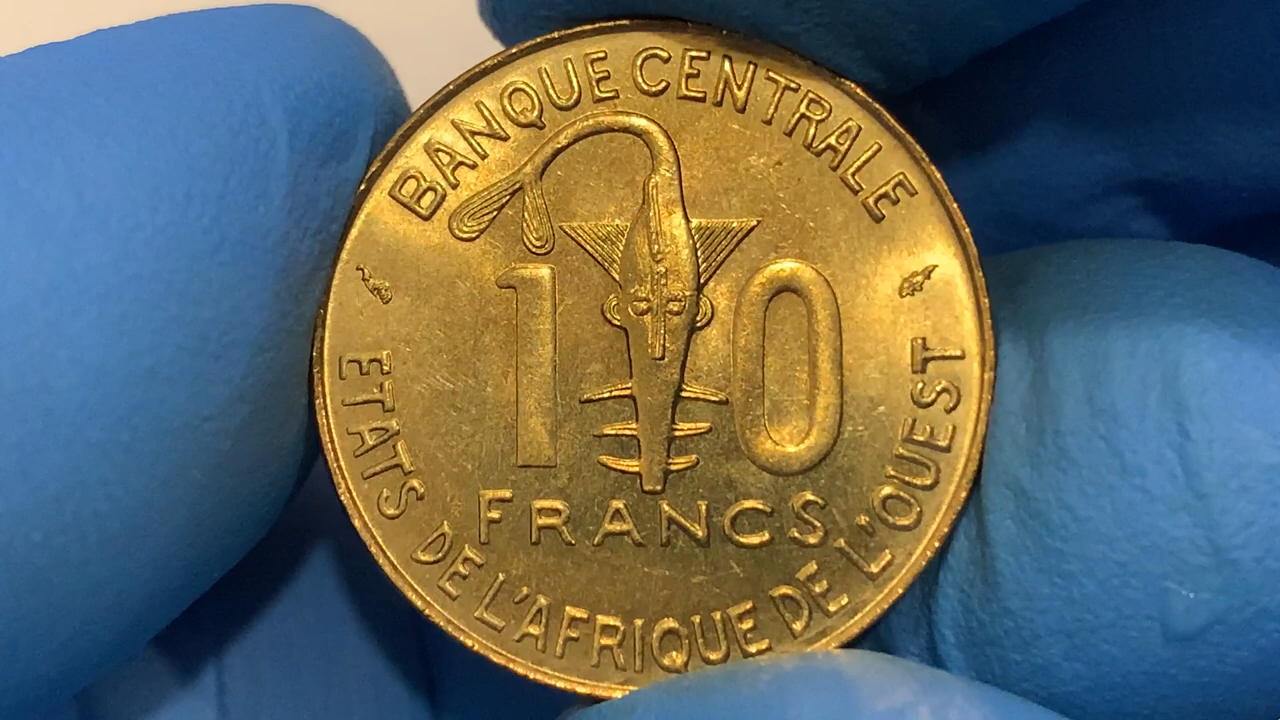 BANQUE CENTRALE
10
FRANCS
ETATS DE L'AFRIQUE DE L'OUEST